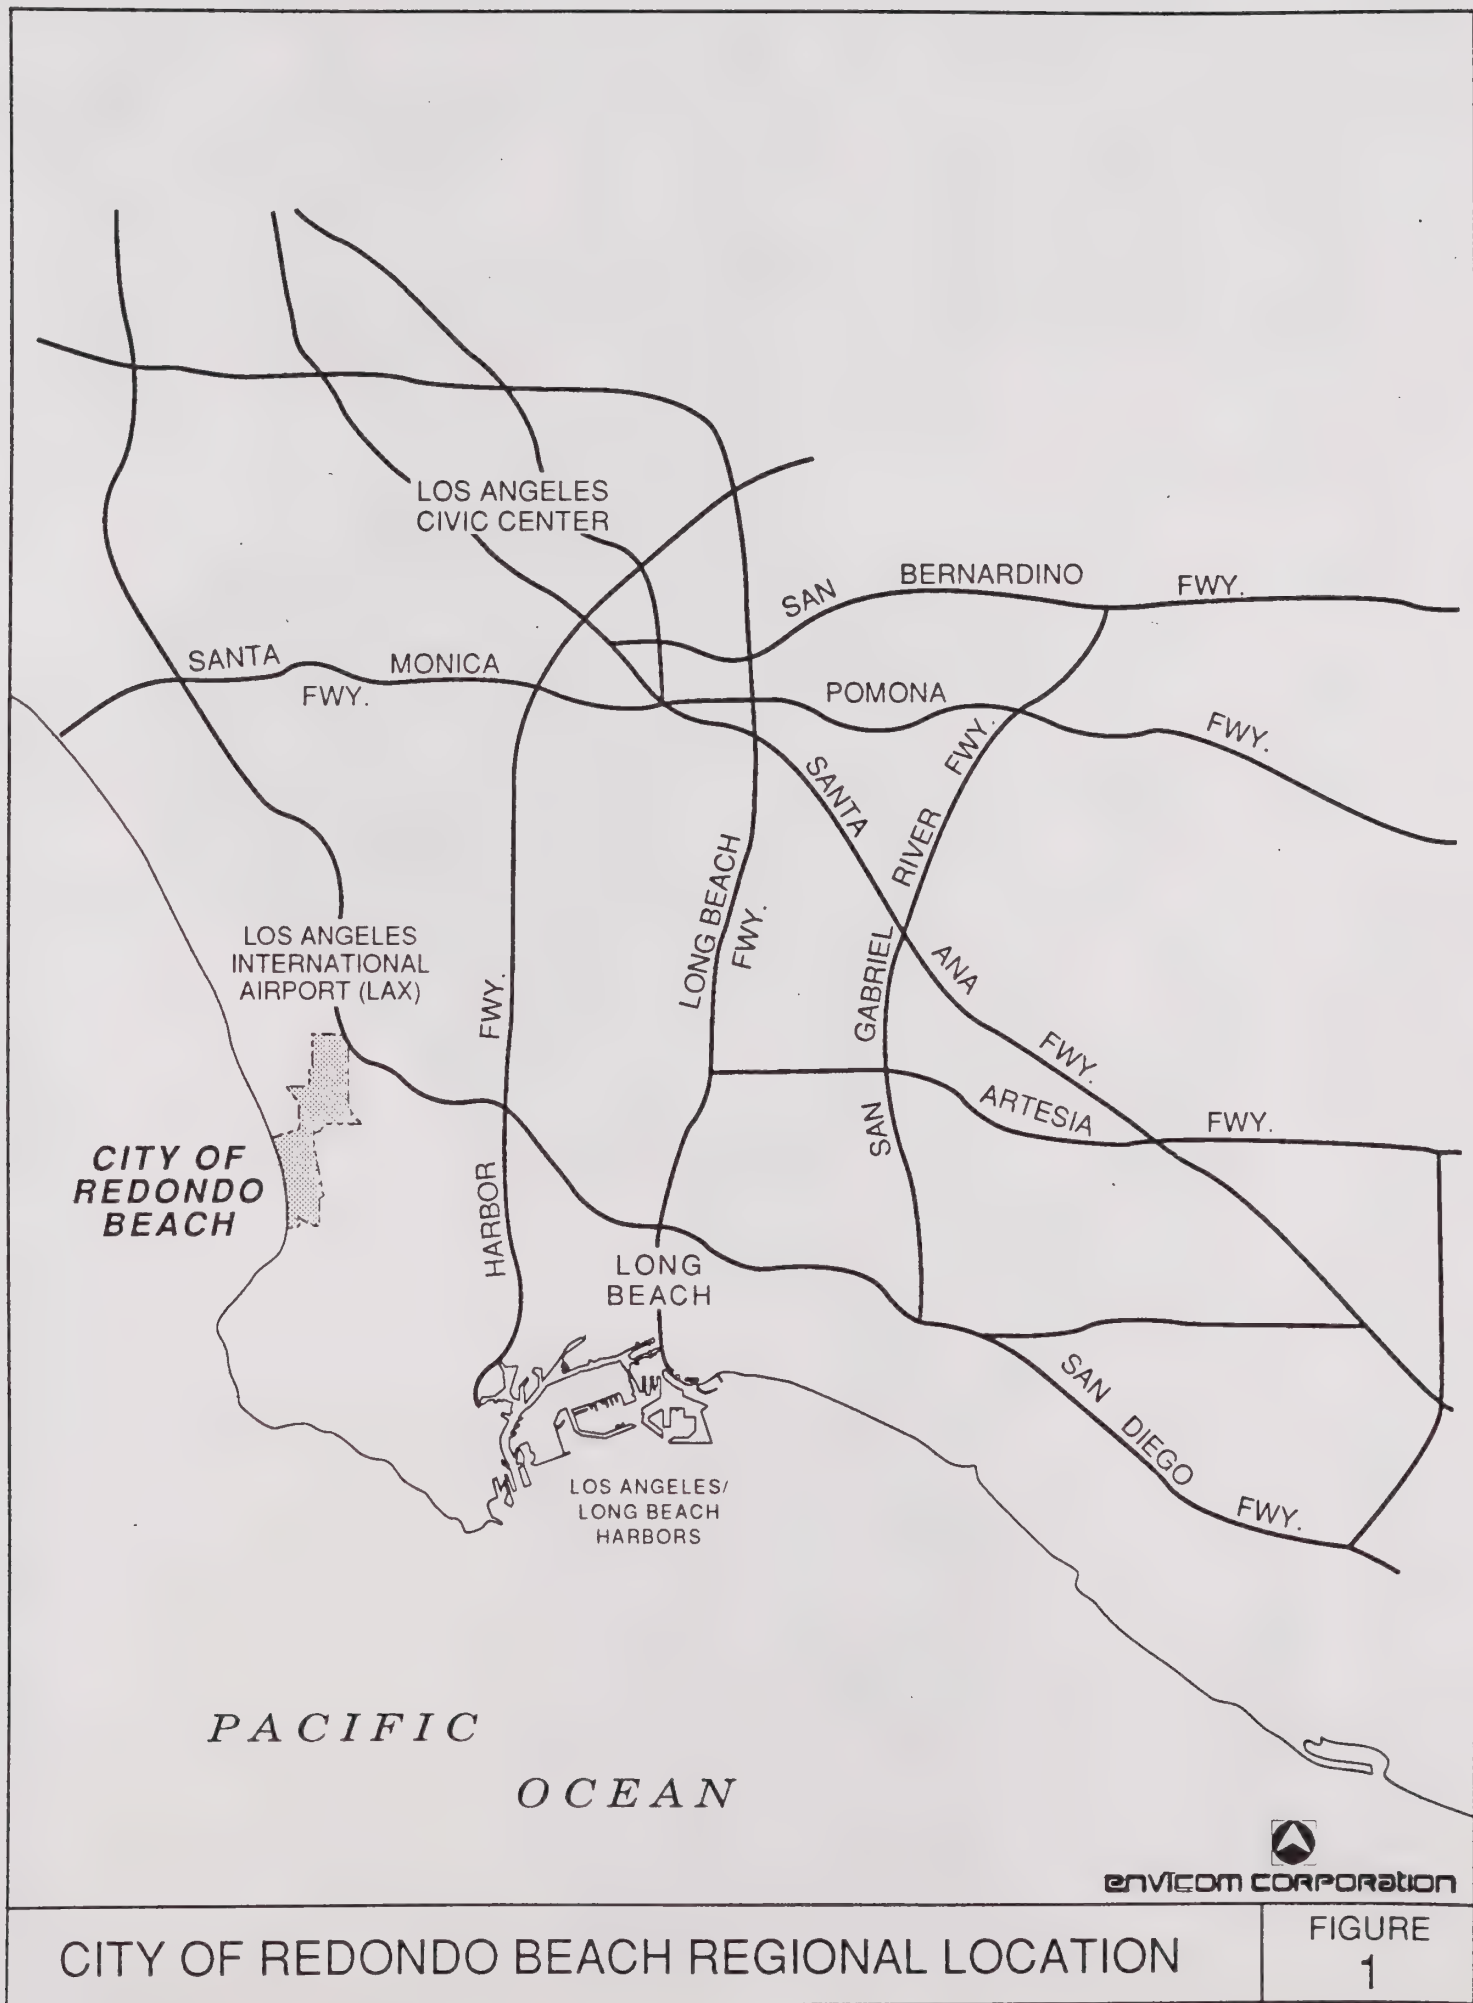 LOS ANGELES
CIVIC CENTER
SAN BERNARDINO FWY.
SANTA MONICA
FWY.
POMONA FWY.
SANTA ANA FWY.
SAN GABRIEL RIVER FWY.
LONG BEACH
FWY.
LOS ANGELES
INTERNATIONAL
AIRPORT (LAX)
HARBOR FWY.
ARTESIA FWY.
CITY OF
REDONDO
BEACH
LONG
BEACH
SAN DIEGO FWY.
LOS ANGELES/
LONG BEACH
HARBORS
PACIFIC
OCEAN
envicom CORPORation
CITY OF REDONDO BEACH REGIONAL LOCATION
FIGURE
1